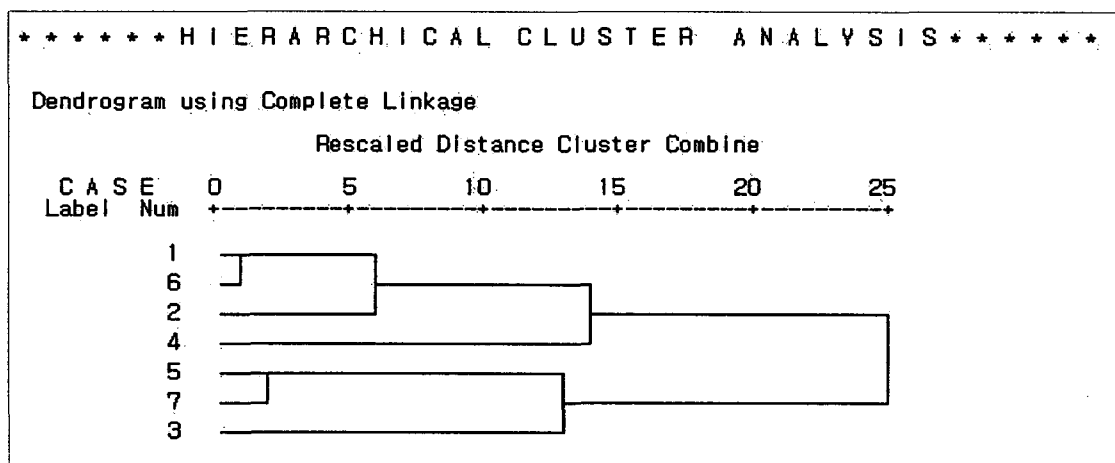 * * * * * * H I E R A R C H I C A L  C L U S T E R  A N A L Y S I S * * * * * *
Dendrogram using Complete Linkage
Rescaled Distance Cluster Combine
C A S E 0 5 10 15 20 25
Label Num +---------+---------+---------+---------+---------+
1
6
2
4
5
7
3